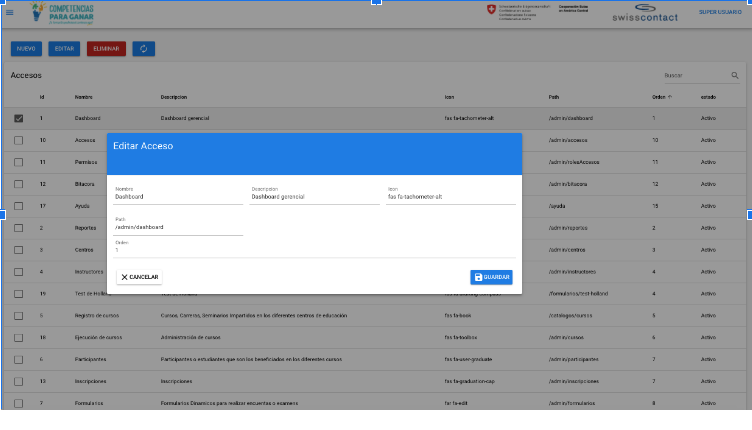 COMPETENCIAS
PARA GANAR
swisscontact
SUPER USUARIO
NUEVO EDITAR ELIMINAR
Accesos Buscar
Id Nombre Descripcion Icon Path Orden estado
1 Dashboard Dashboard gerencial fas fa-tachometer-alt /admin/dashboard 1 Activo
10 Accesos /admin/accesos 10 Activo
11 Permisos /admin/rolesAccesos 11 Activo
12 Bitacora /admin/bitacora 12 Activo
17 Ayuda /ayuda 15 Activo
2 Reportes /admin/reportes 2 Activo
3 Centros /admin/centros 3 Activo
4 Instructores /admin/instructores 4 Activo
19 Test de Holland /formularios/test-holland 4 Activo
5 Registro de cursos Cursos, Carreras, Seminarios Impartidos en los diferentes centros de educación fas fa-book /catalogos/cursos 5 Activo
18 Ejecución de cursos Administración de cursos fas fa-toolbox /admin/cursos 6 Activo
6 Participantes Participantes o estudiantes que son los beneficiados en los diferentes cursos fas fa-user-graduate /admin/participantes 7 Activo
13 Inscripciones Inscripciones fas fa-graduation-cap /admin/inscripciones 7 Activo
7 Formularios Formularios Dinamicos para realizar encuentas o examens far fa-edit /admin/formularios 8 Activo
Editar Acceso
Nombre Descripcion Icon
Dashboard Dashboard gerencial fas fa-tachometer-alt
Path
/admin/dashboard
Orden
1
CANCELAR GUARDAR